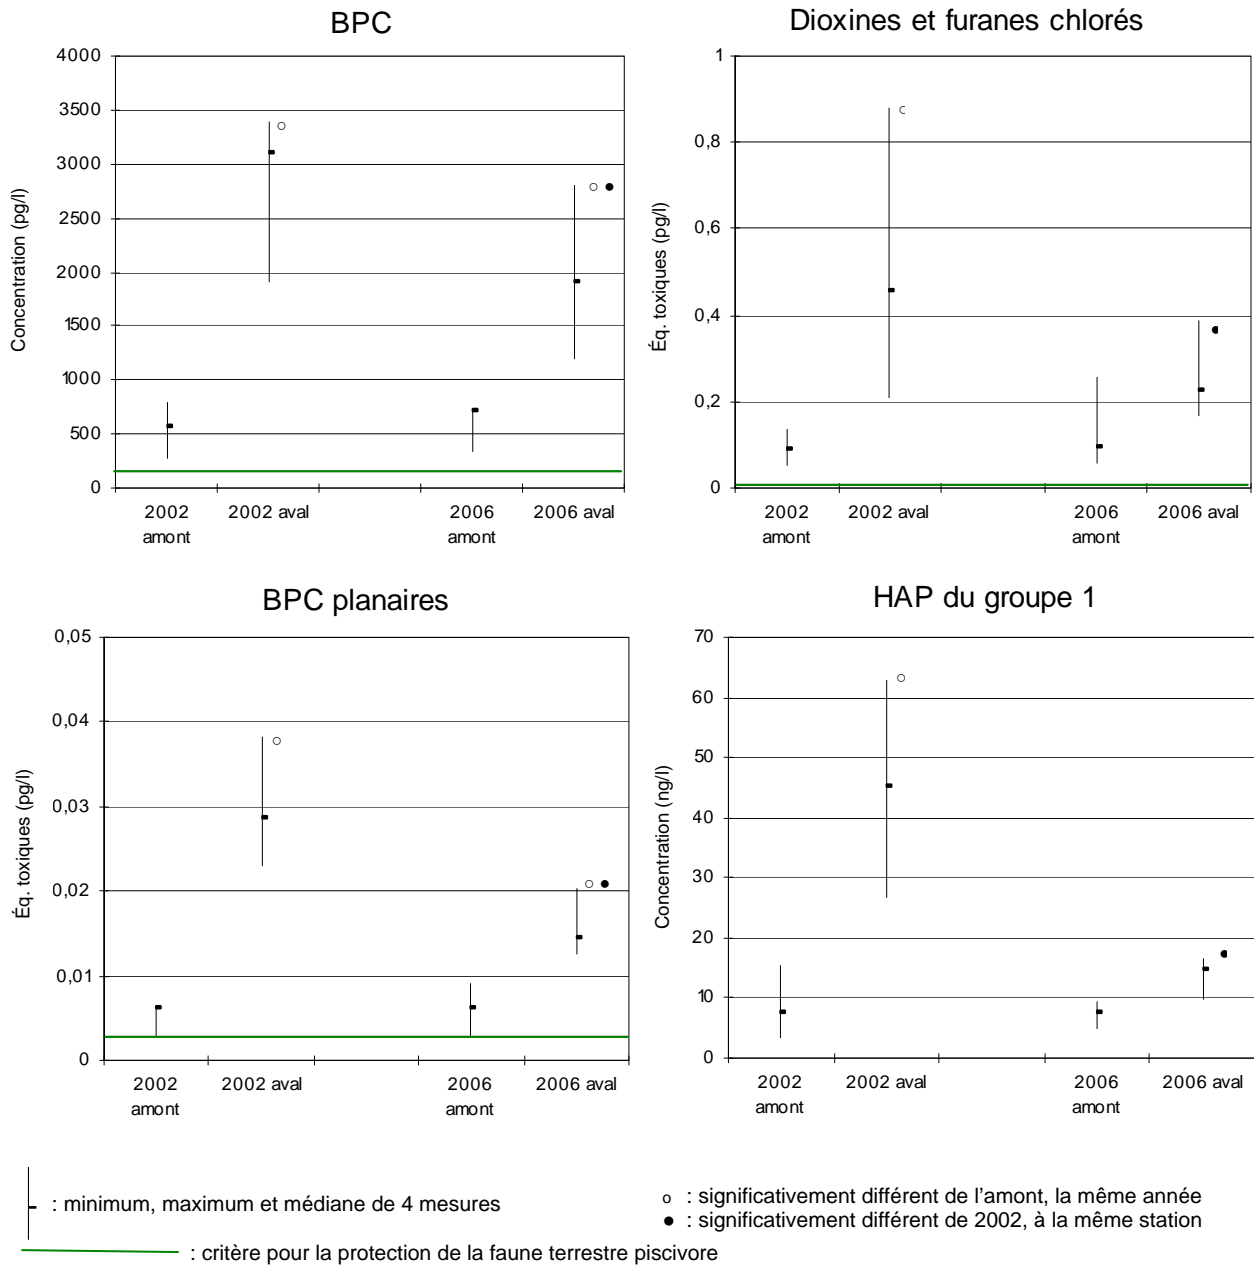 BPC
4000
3500
3000
2500
2000
1500
1000
500
0
Concentration (pg/l)
2002 amont
2002 aval
2006 amont
2006 aval
Dioxines et furanes chlorés
1
0,8
0,6
0,4
0,2
0
Éq. toxiques (pg/l)
2002 amont
2002 aval
2006 amont
2006 aval
BPC planaires
0,05
0,04
0,03
0,02
0,01
0
Éq. toxiques (pg/l)
2002 amont
2002 aval
2006 amont
2006 aval
HAP du groupe 1
70
60
50
40
30
20
10
0
Concentration (ng/l)
2002 amont
2002 aval
2006 amont
2006 aval
: minimum, maximum et médiane de 4 mesures
○ : significativement différent de l'amont, la même année
● : significativement différent de 2002, à la même station
: critère pour la protection de la faune terrestre piscivore